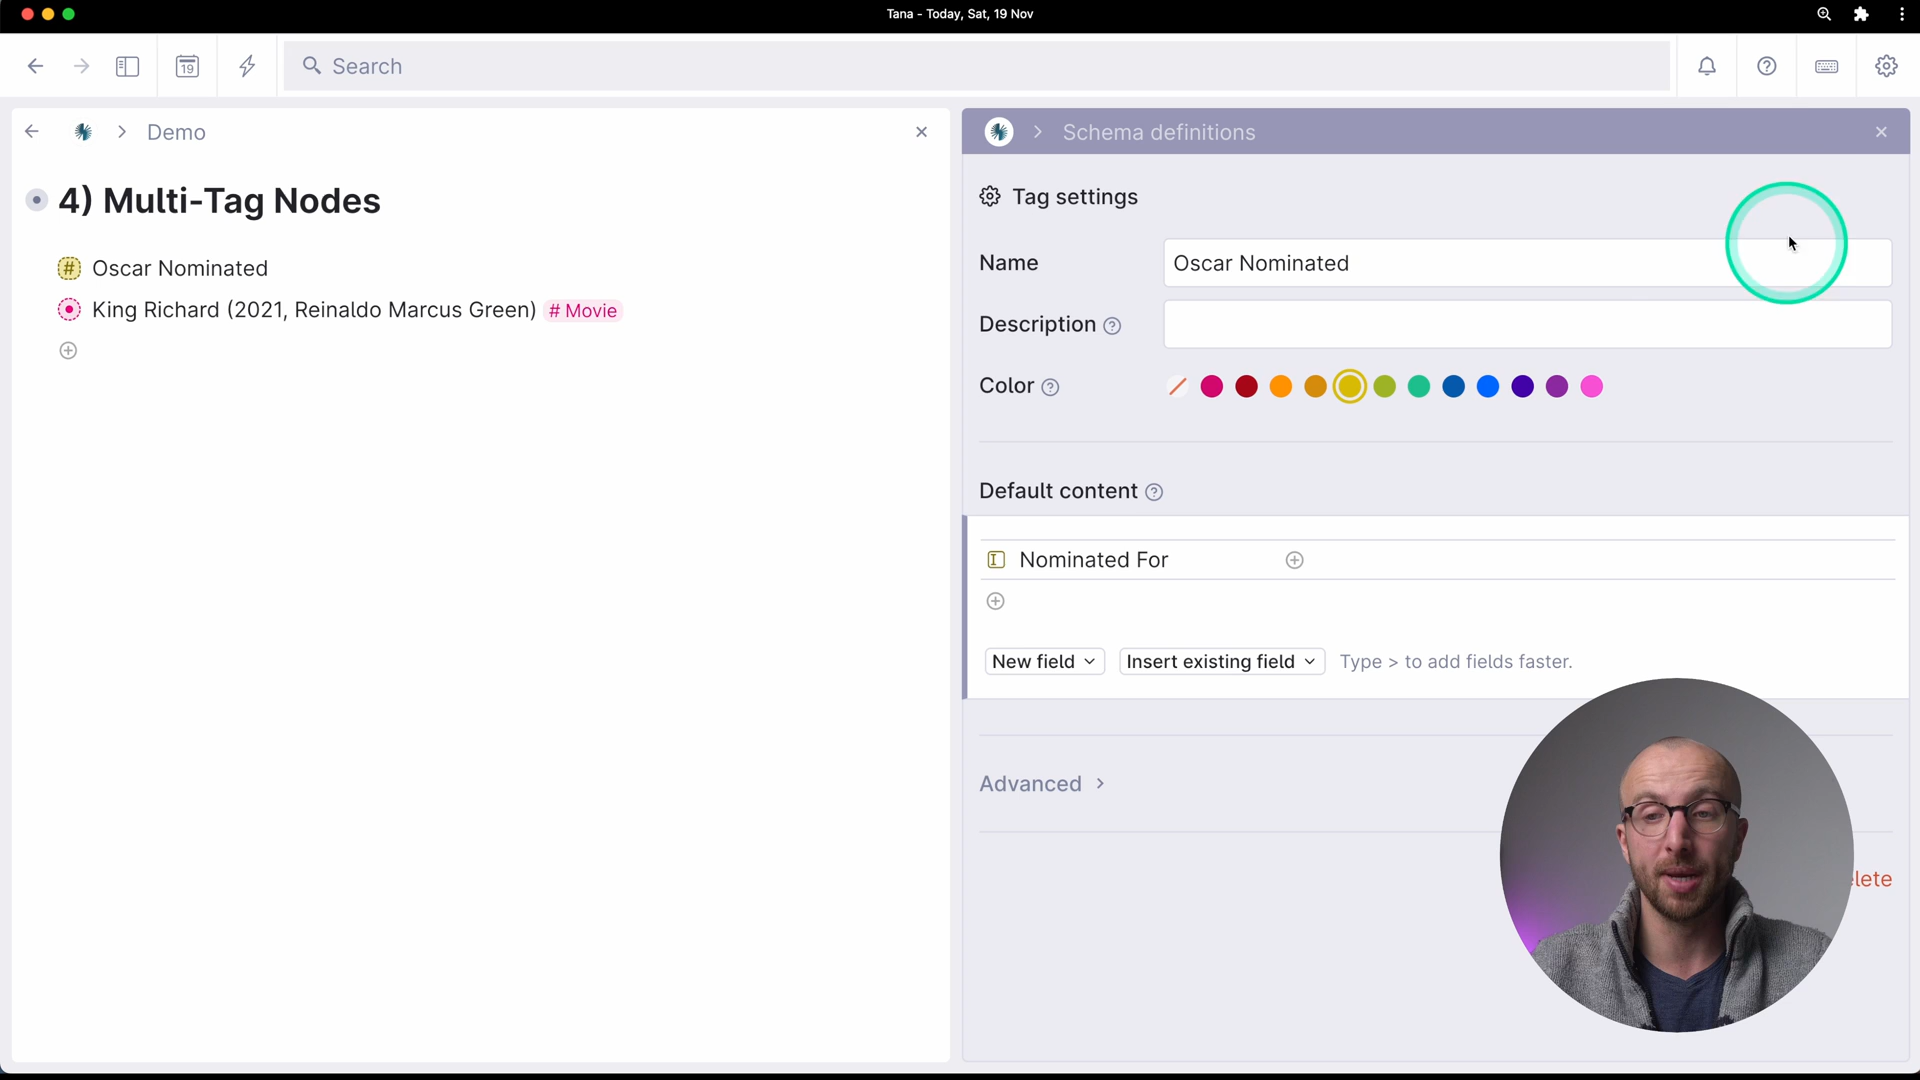 Tana - Today, Sat, 19 Nov
19
Search
Demo
Schema definitions
4) Multi-Tag Nodes
# Oscar Nominated
King Richard (2021, Reinaldo Marcus Green) # Movie
Tag settings
Name
Oscar Nominated
Description
Color
Default content
Nominated For
New field
Insert existing field
Type > to add fields faster.
Advanced
lete